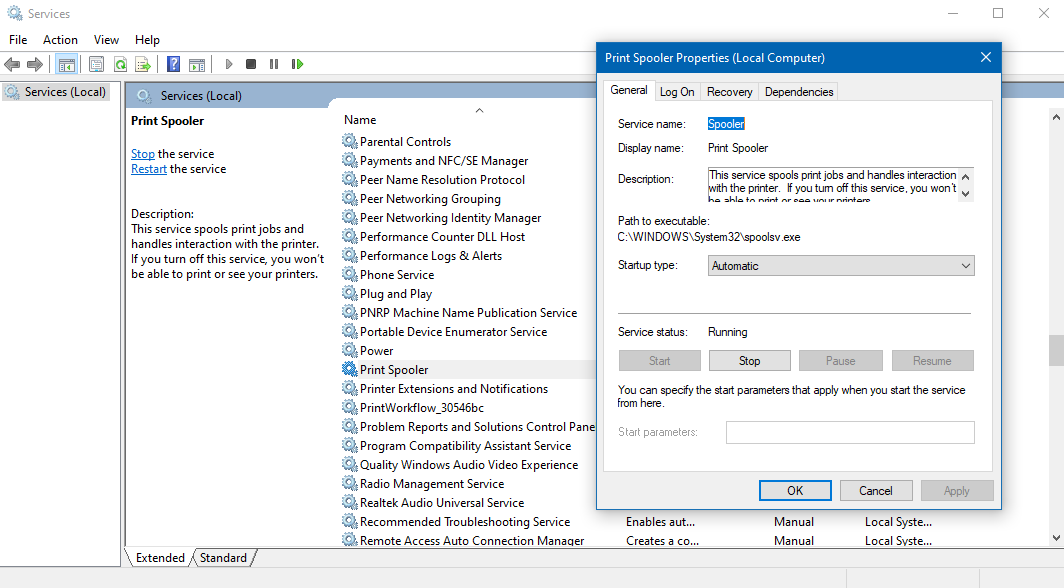 Services
File Action View Help
Services (Local)
Services (Local)
Print Spooler
Stop the service
Restart the service
Description:
This service spools print jobs and
handles interaction with the printer.
If you turn off this service, you won't
be able to print or see your printers.
Name
Parental Controls
Payments and NFC/SE Manager
Peer Name Resolution Protocol
Peer Networking Grouping
Peer Networking Identity Manager
Performance Counter DLL Host
Performance Logs & Alerts
Phone Service
Plug and Play
PNRP Machine Name Publication Service
Portable Device Enumerator Service
Power
Print Spooler
Printer Extensions and Notifications
PrintWorkflow_30546bc
Problem Reports and Solutions Control Pane
Program Compatibility Assistant Service
Quality Windows Audio Video Experience
Radio Management Service
Realtek Audio Universal Service
Recommended Troubleshooting Service Enables aut... Manual Local Syste...
Remote Access Auto Connection Manager Creates a co... Manual Local Syste...
Extended Standard
Print Spooler Properties (Local Computer)
General Log On Recovery Dependencies
Service name: Spooler
Display name: Print Spooler
Description: This service spools print jobs and handles interaction
with the printer. If you turn off this service, you won't
be able to print or see your printers.
Path to executable:
C:\WINDOWS\System32\spoolsv.exe
Startup type: Automatic
Service status: Running
Start Stop Pause Resume
You can specify the start parameters that apply when you start the service
from here.
Start parameters:
OK Cancel Apply